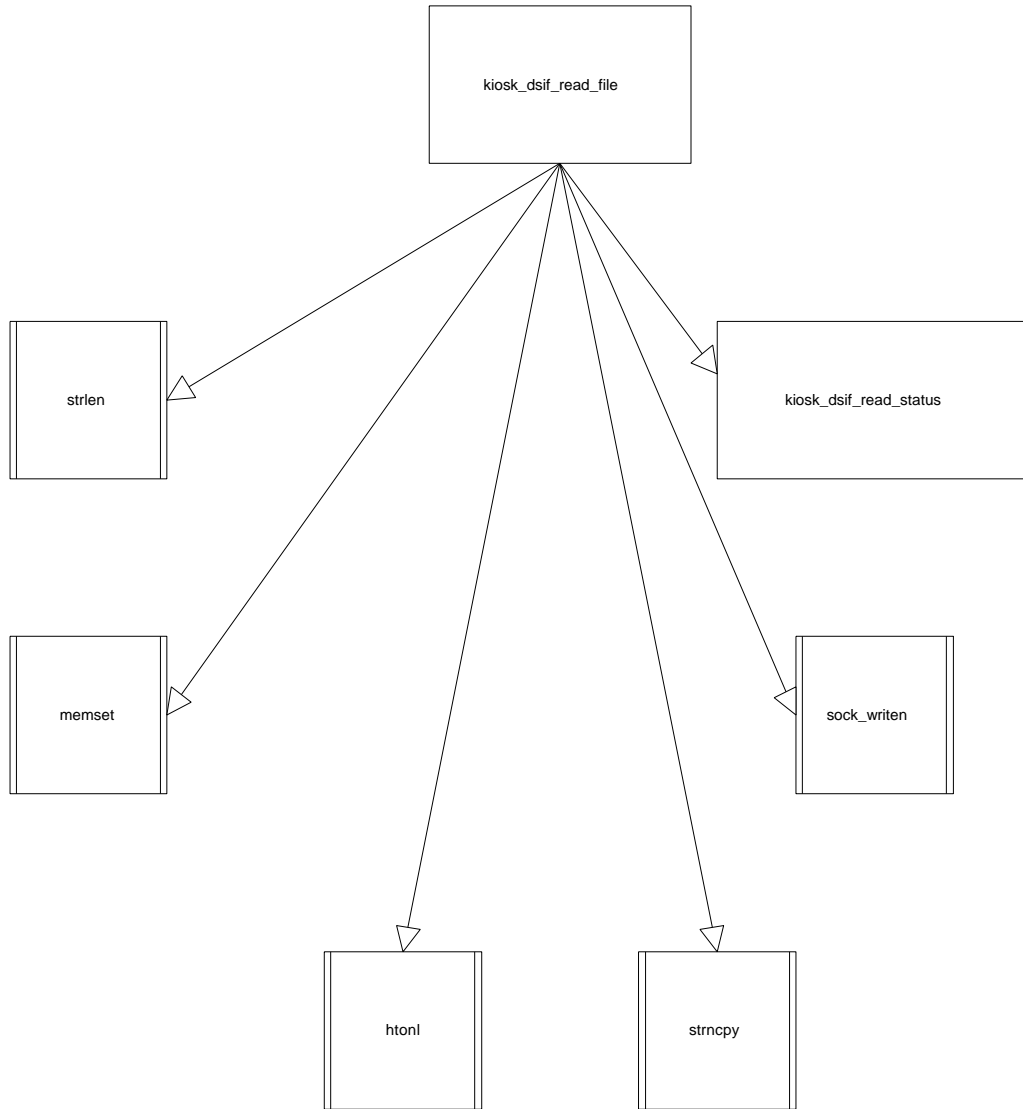 kiosk_dsif_read_file
strlen
kiosk_dsif_read_status
memset
sock_writen
htonl
strncpy